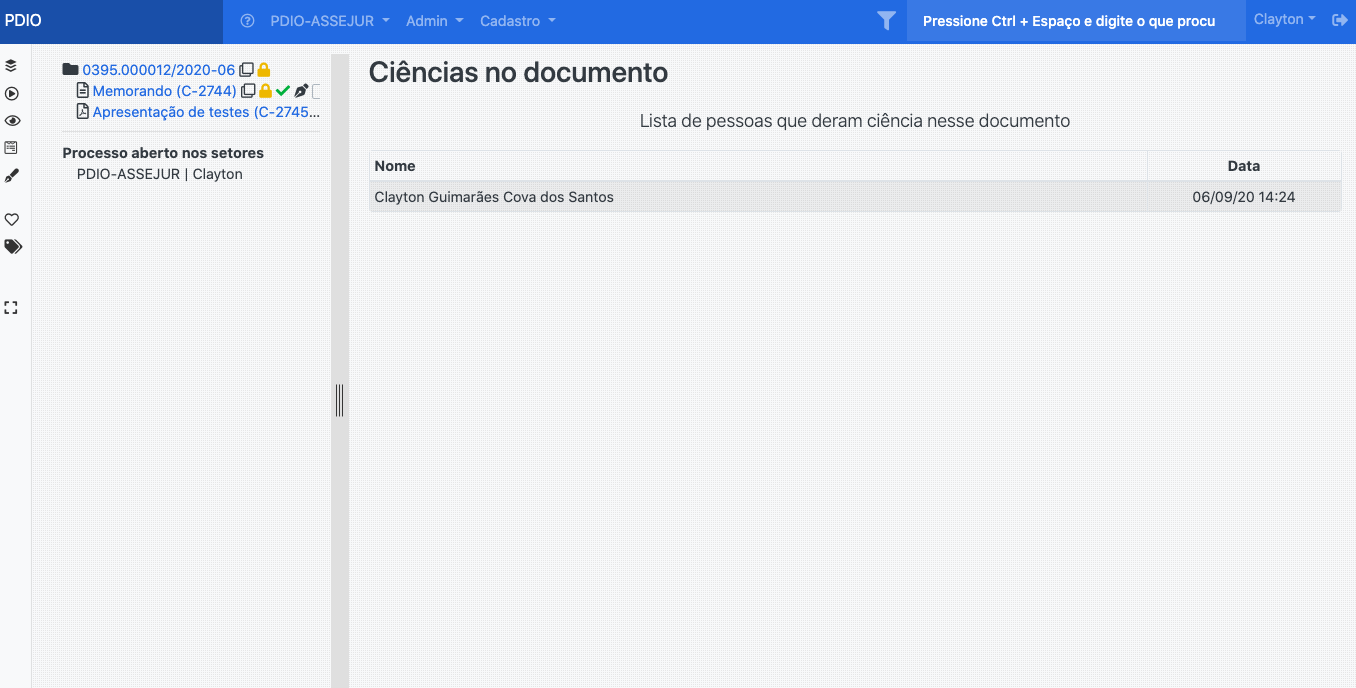 PDIO
PDIO-ASSEJUR Admin Cadastro Pressione Ctrl + Espaço e digite o que procu Clayton
0395.000012/2020-06
Memorando (C-2744)
Apresentação de testes (C-2745...
Processo aberto nos setores
PDIO-ASSEJUR | Clayton
Ciências no documento
Lista de pessoas que deram ciência nesse documento
Nome Data
Clayton Guimarães Cova dos Santos 06/09/20 14:24